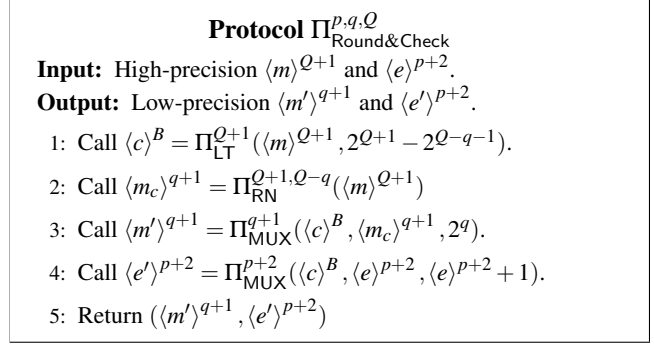 Protocol Π^{p,q,Q}_{Round&Check}
Input: High-precision ⟨m⟩^{Q+1} and ⟨e⟩^{p+2}.
Output: Low-precision ⟨m′⟩^{q+1} and ⟨e′⟩^{p+2}.
1: Call ⟨c⟩^B = Π^{Q+1}_{LT}(⟨m⟩^{Q+1}, 2^{Q+1} − 2^{Q−q−1}).
2: Call ⟨m_c⟩^{q+1} = Π^{Q+1,Q−q}_{RN}(⟨m⟩^{Q+1})
3: Call ⟨m′⟩^{q+1} = Π^{q+1}_{MUX}(⟨c⟩^B, ⟨m_c⟩^{q+1}, 2^q).
4: Call ⟨e′⟩^{p+2} = Π^{p+2}_{MUX}(⟨c⟩^B, ⟨e⟩^{p+2}, ⟨e⟩^{p+2} + 1).
5: Return (⟨m′⟩^{q+1}, ⟨e′⟩^{p+2})